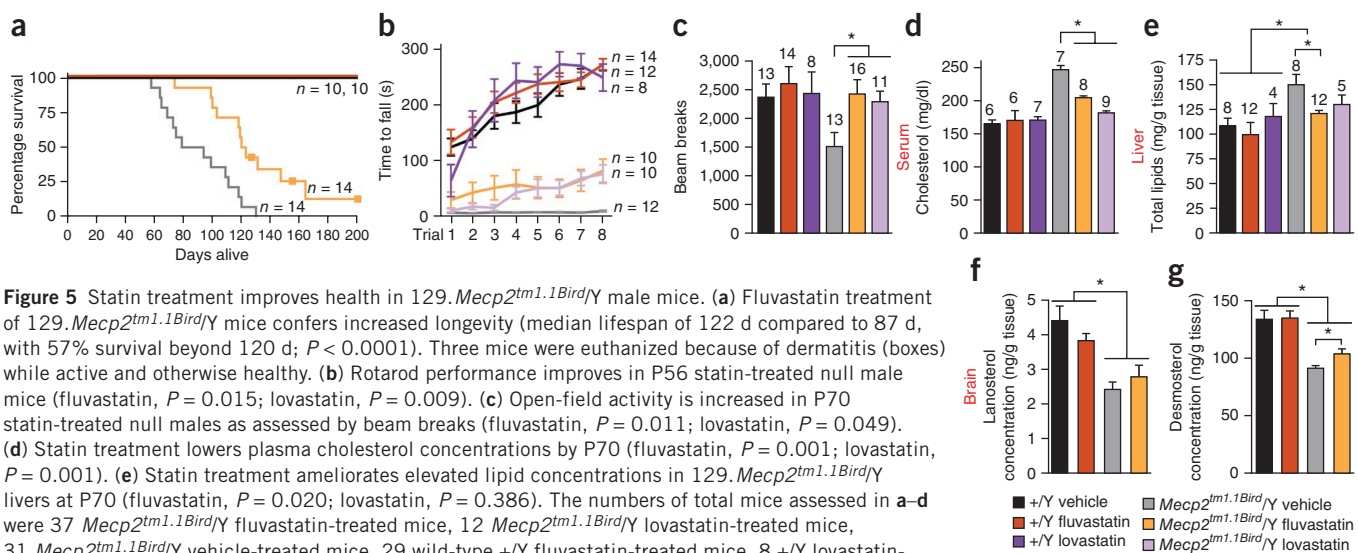 a
Percentage survival
100
75
50
25
0
0 20 40 60 80 100 120 140 160 180 200
Days alive
n = 10, 10
n = 14
n = 14
b
Time to fall (s)
300
200
100
0
Trial 1 2 3 4 5 6 7 8
n = 14
n = 12
n = 8
n = 10
n = 10
n = 12
c
Beam breaks
3,000
2,500
2,000
1,500
1,000
500
0
13 14 8 13 16 11
*
d
Serum
Cholesterol (mg/dl)
250
200
150
100
50
0
6 6 7 7 8 9
*
e
Liver
Total lipids (mg/g tissue)
175
150
125
100
75
50
25
0
8 12 4 8 12 5
*
*
f
Brain
Lanosterol
concentration (ng/g tissue)
5
4
3
2
1
0
*
g
Desmosterol
concentration (ng/g tissue)
150
100
50
0
*
*
+/Y vehicle
+/Y fluvastatin
+/Y lovastatin
Mecp2tm1.1Bird/Y vehicle
Mecp2tm1.1Bird/Y fluvastatin
Mecp2tm1.1Bird/Y lovastatin
Figure 5 Statin treatment improves health in 129.Mecp2tm1.1Bird/Y male mice. (a) Fluvastatin treatment
of 129.Mecp2tm1.1Bird/Y mice confers increased longevity (median lifespan of 122 d compared to 87 d,
with 57% survival beyond 120 d; P < 0.0001). Three mice were euthanized because of dermatitis (boxes)
while active and otherwise healthy. (b) Rotarod performance improves in P56 statin-treated null male
mice (fluvastatin, P = 0.015; lovastatin, P = 0.009). (c) Open-field activity is increased in P70
statin-treated null males as assessed by beam breaks (fluvastatin, P = 0.011; lovastatin, P = 0.049).
(d) Statin treatment lowers plasma cholesterol concentrations by P70 (fluvastatin, P = 0.001; lovastatin,
P = 0.001). (e) Statin treatment ameliorates elevated lipid concentrations in 129.Mecp2tm1.1Bird/Y
livers at P70 (fluvastatin, P = 0.020; lovastatin, P = 0.386). The numbers of total mice assessed in a–d
were 37 Mecp2tm1.1Bird/Y fluvastatin-treated mice, 12 Mecp2tm1.1Bird/Y lovastatin-treated mice,
31 Mecp2tm1.1Bird/Y vehicle-treated mice, 29 wild-type +/Y fluvastatin-treated mice, 8 +/Y lovastatin-